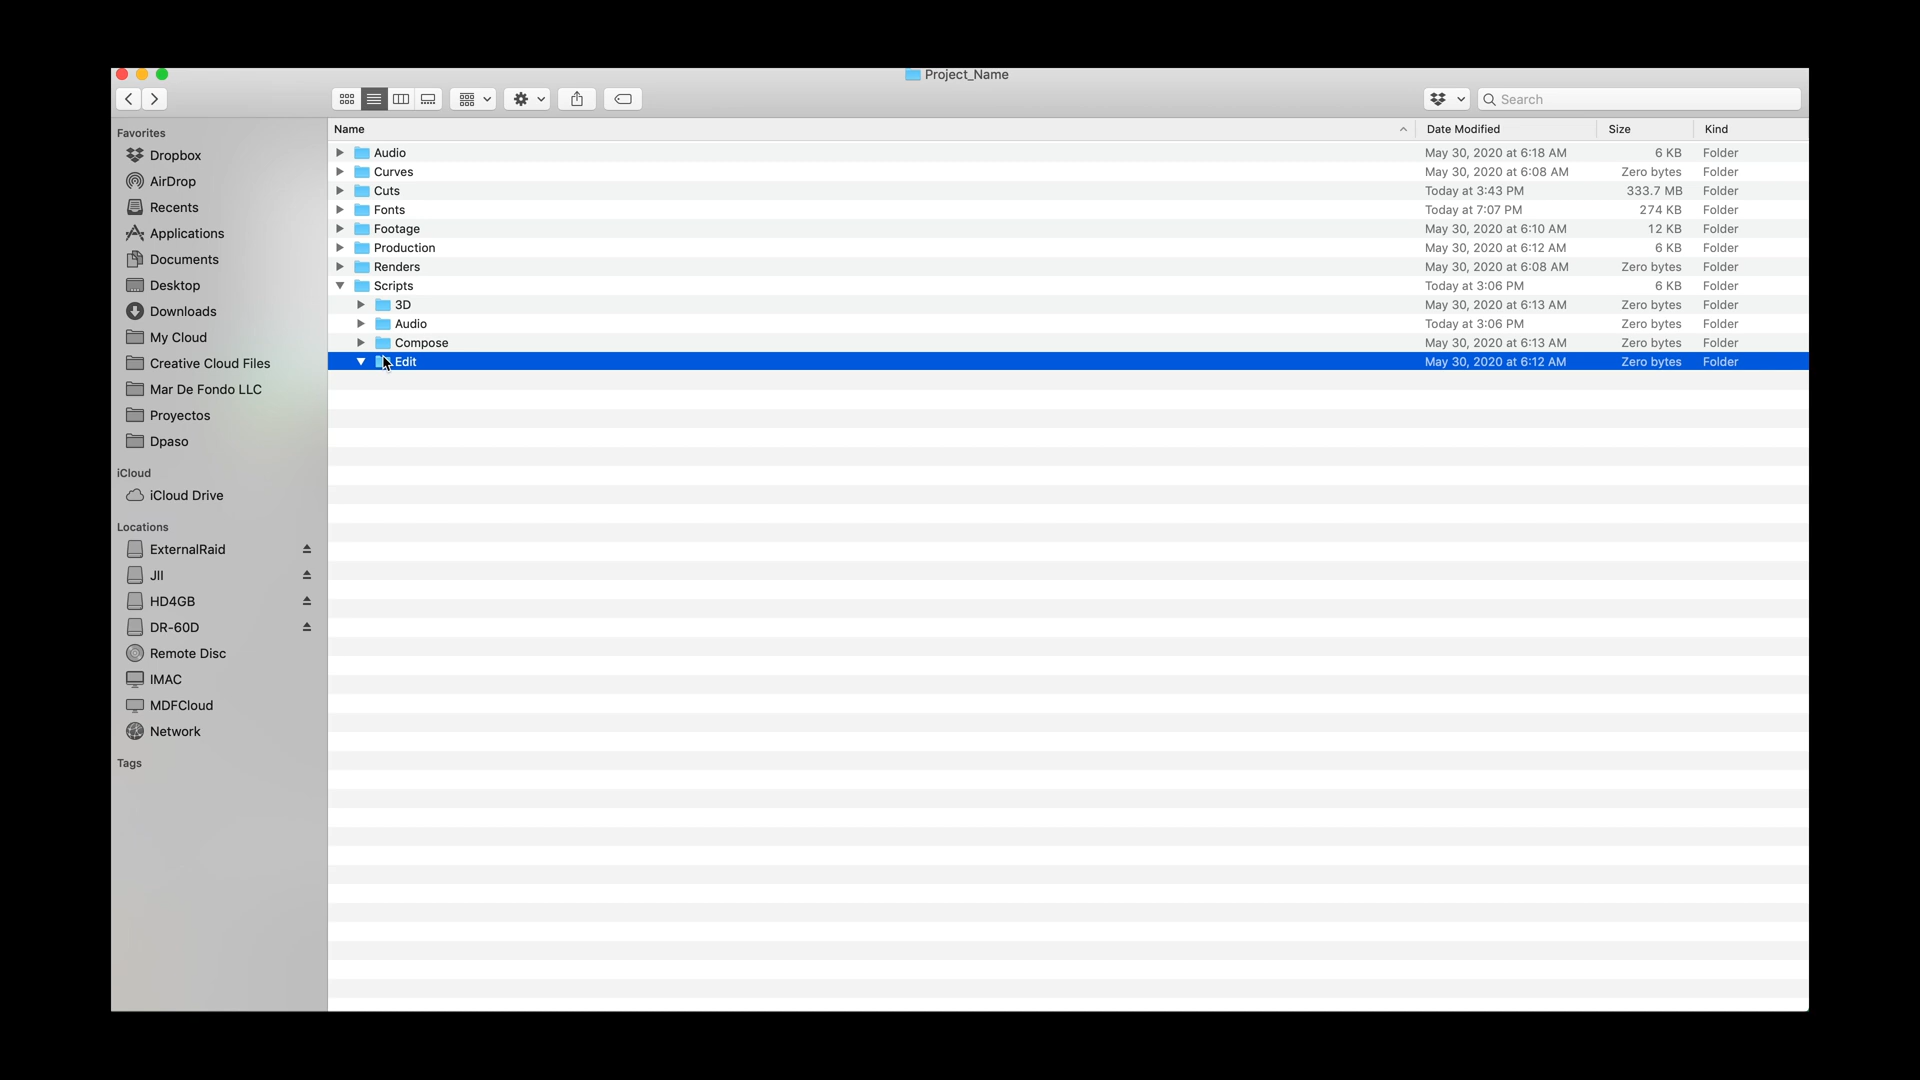 Project_Name
Search
Favorites
Dropbox
AirDrop
Recents
Applications
Documents
Desktop
Downloads
My Cloud
Creative Cloud Files
Mar De Fondo LLC
Proyectos
Dpaso
iCloud
iCloud Drive
Locations
ExternalRaid
JII
HD4GB
DR-60D
Remote Disc
IMAC
MDFCloud
Network
Tags
Name Date Modified Size Kind
Audio May 30, 2020 at 6:18 AM 6 KB Folder
Curves May 30, 2020 at 6:08 AM Zero bytes Folder
Cuts Today at 3:43 PM 333.7 MB Folder
Fonts Today at 7:07 PM 274 KB Folder
Footage May 30, 2020 at 6:10 AM 12 KB Folder
Production May 30, 2020 at 6:12 AM 6 KB Folder
Renders May 30, 2020 at 6:08 AM Zero bytes Folder
Scripts Today at 3:06 PM 6 KB Folder
3D May 30, 2020 at 6:13 AM Zero bytes Folder
Audio Today at 3:06 PM Zero bytes Folder
Compose May 30, 2020 at 6:13 AM Zero bytes Folder
Edit May 30, 2020 at 6:12 AM Zero bytes Folder